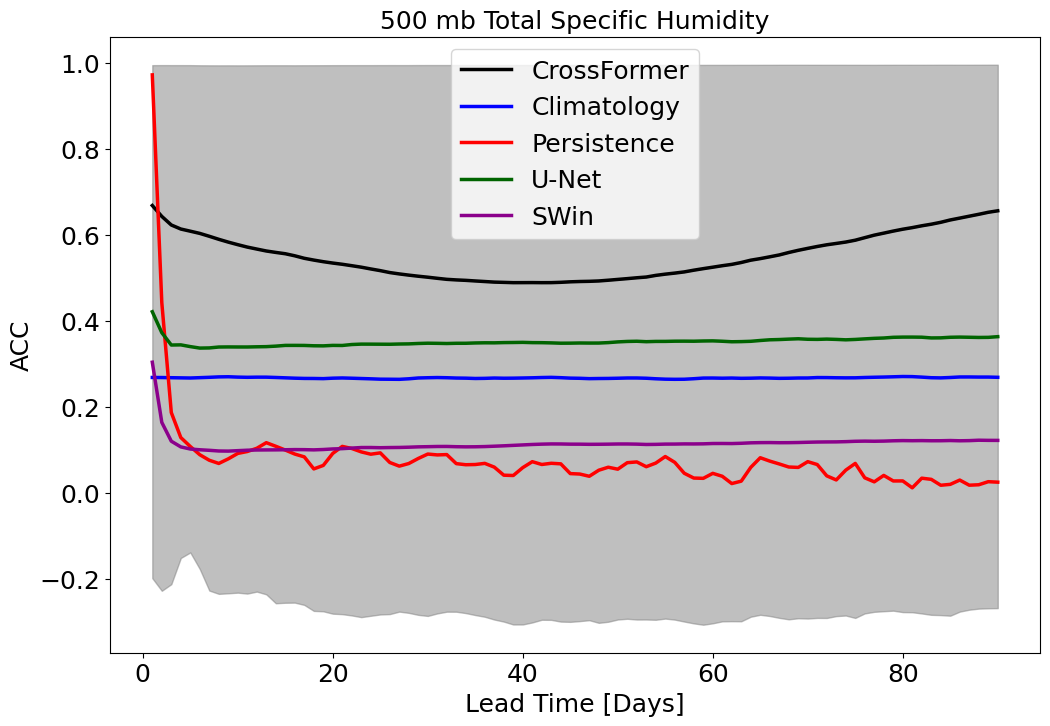 500 mb Total Specific Humidity
CrossFormer
Climatology
Persistence
U-Net
SWin
ACC
1.0
0.8
0.6
0.4
0.2
0.0
−0.2
0 20 40 60 80
Lead Time [Days]